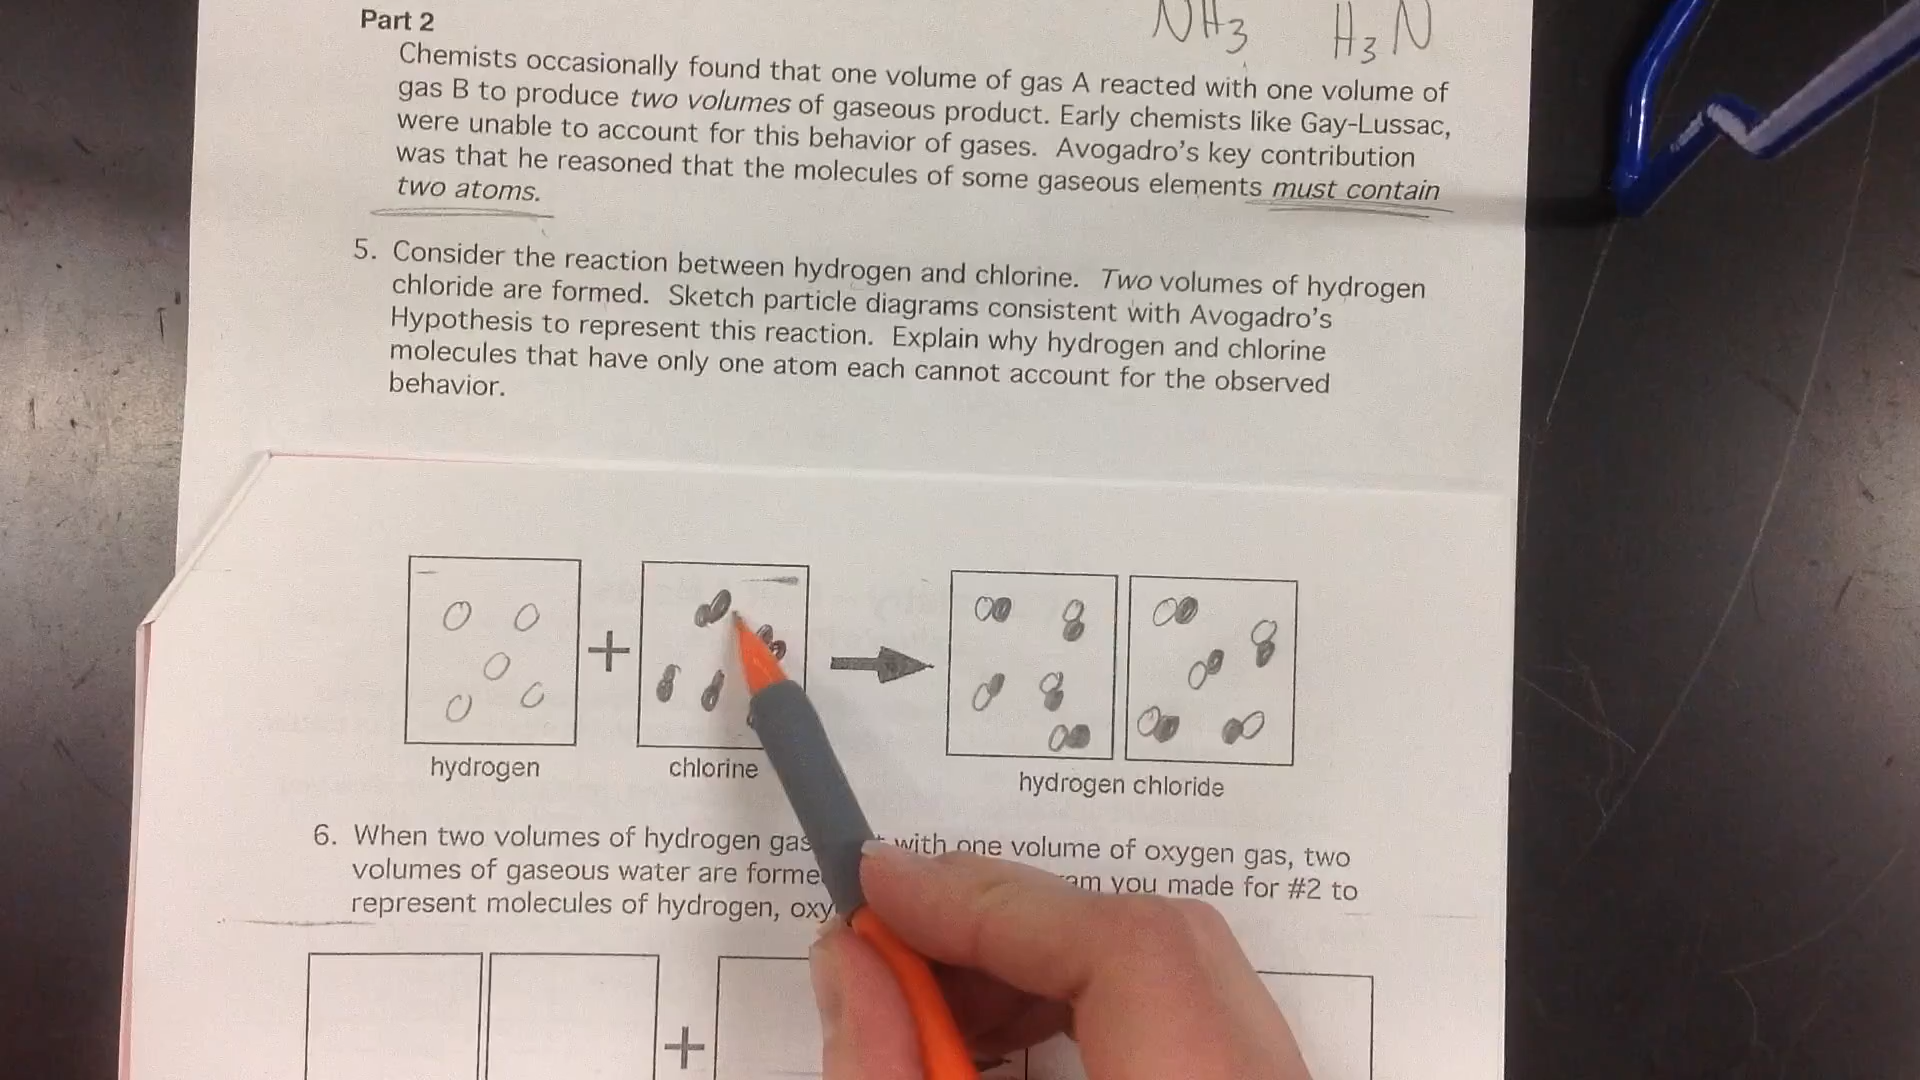 Part 2
NH3 H3N
Chemists occasionally found that one volume of gas A reacted with one volume of
gas B to produce two volumes of gaseous product. Early chemists like Gay-Lussac,
were unable to account for this behavior of gases. Avogadro's key contribution
was that he reasoned that the molecules of some gaseous elements must contain
two atoms.
5. Consider the reaction between hydrogen and chlorine. Two volumes of hydrogen
chloride are formed. Sketch particle diagrams consistent with Avogadro's
Hypothesis to represent this reaction. Explain why hydrogen and chlorine
molecules that have only one atom each cannot account for the observed
behavior.
+
hydrogen
chlorine
hydrogen chloride
6. When two volumes of hydrogen gas with one volume of oxygen gas, two
volumes of gaseous water are you made for #2 to
represent molecules of hydrogen,
+